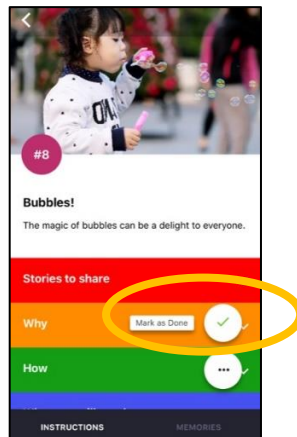 #8
Bubbles!
The magic of bubbles can be a delight to everyone.
Stories to share
Why
Mark as Done
How
INSTRUCTIONS MEMORIES